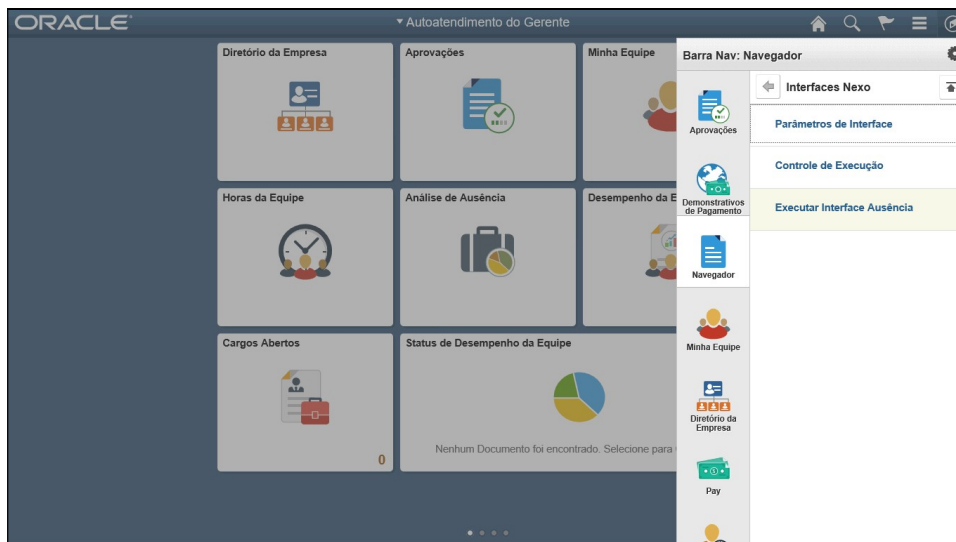 ORACLE
Autoatendimento do Gerente
Diretório da Empresa
Aprovações
Minha Equipe
Horas da Equipe
Análise de Ausência
Desempenho da E
Cargos Abertos
0
Status de Desempenho da Equipe
Nenhum Documento foi encontrado. Selecione para
Barra Nav: Navegador
Aprovações
Demonstrativos
de Pagamento
Navegador
Minha Equipe
Diretório da
Empresa
Pay
Interfaces Nexo
Parâmetros de Interface
Controle de Execução
Executar Interface Ausência